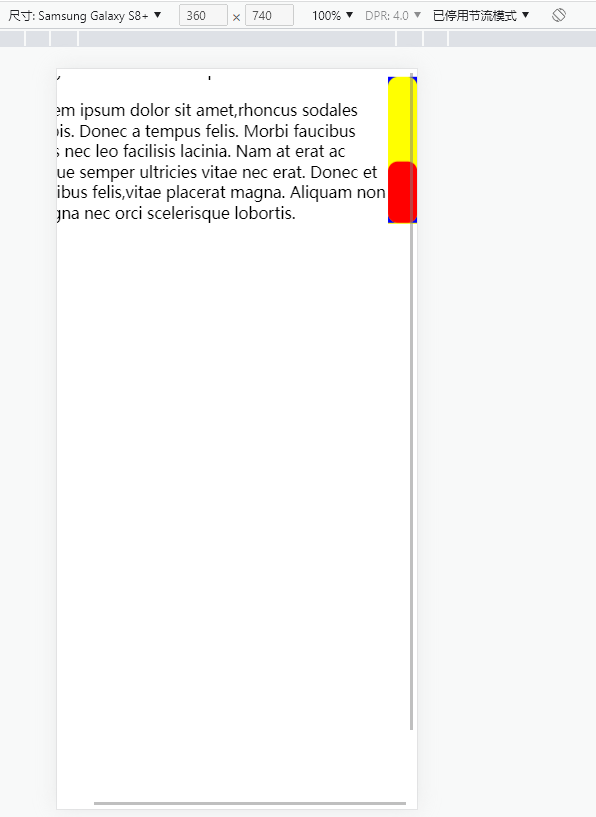 尺寸: Samsung Galaxy S8+ ▼ 360 × 740 100% ▼ DPR: 4.0 ▼ 已停用节流模式 ▼
em ipsum dolor sit amet,rhoncus sodales
is. Donec a tempus felis. Morbi faucibus
s nec leo facilisis lacinia. Nam at erat ac
ue semper ultricies vitae nec erat. Donec et
ibus felis,vitae placerat magna. Aliquam non
gna nec orci scelerisque lobortis.